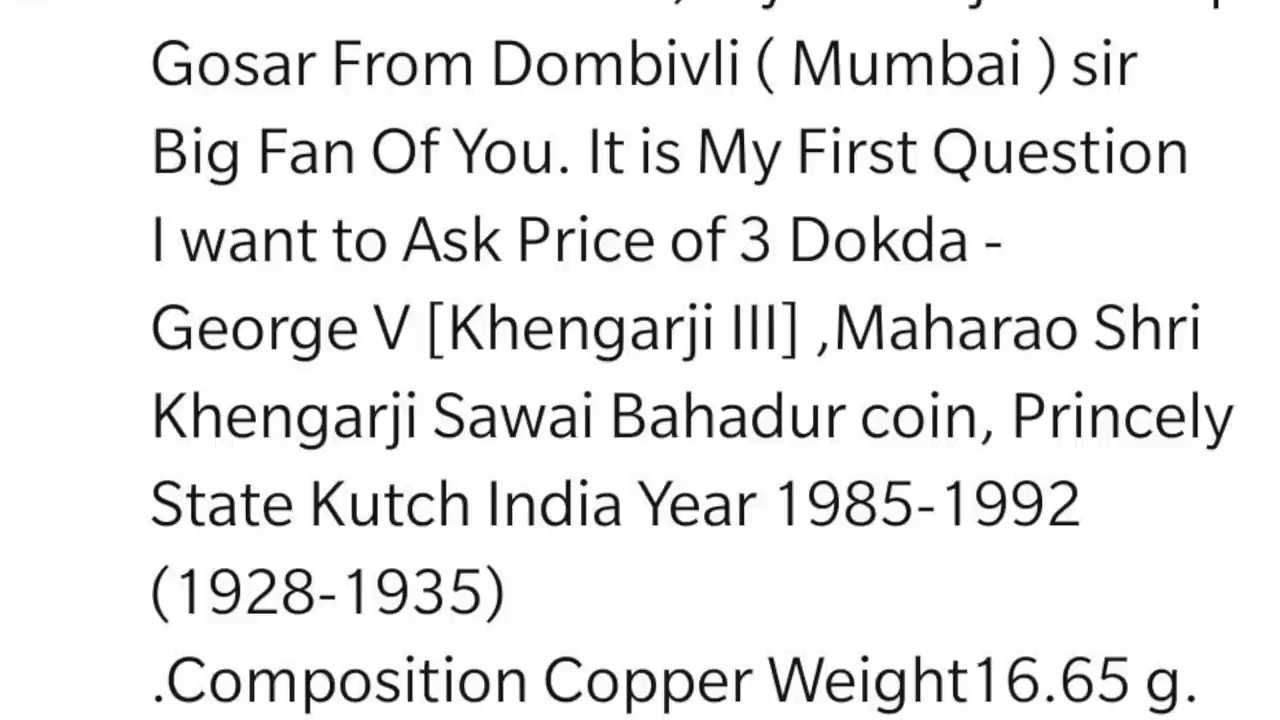 Gosar From Dombivli ( Mumbai ) sir
Big Fan Of You. It is My First Question
I want to Ask Price of 3 Dokda -
George V [Khengarji III] ,Maharao Shri
Khengarji Sawai Bahadur coin, Princely
State Kutch India Year 1985-1992
(1928-1935)
.Composition Copper Weight16.65 g.